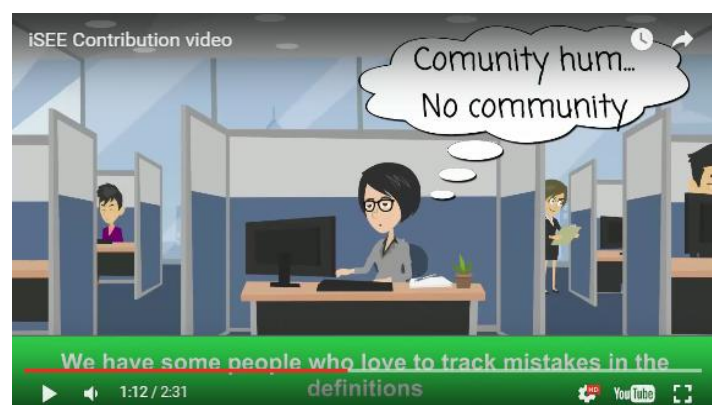 iSEE Contribution video
Comunity hum...
No community
We have some people who love to track mistakes in the
definitions
1:12 / 2:31
HD
YouTube